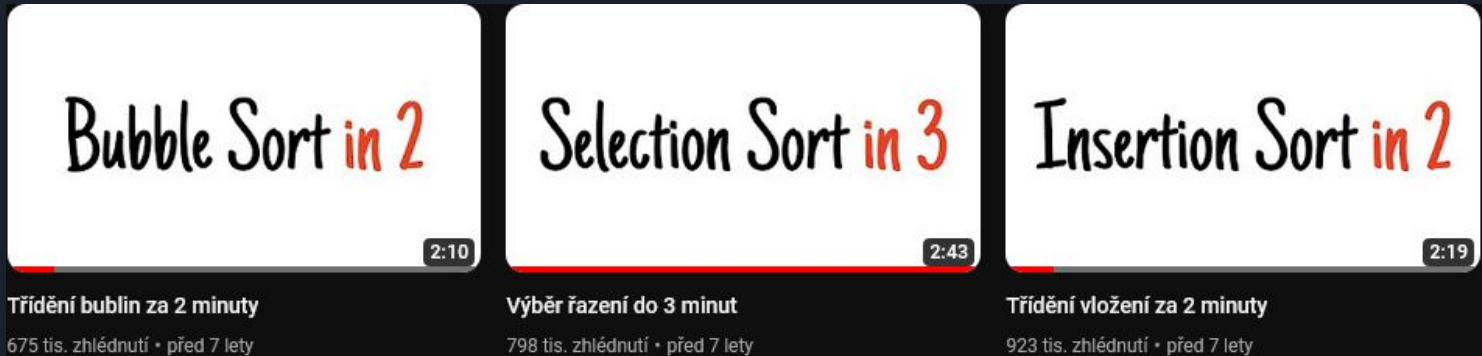 Bubble Sort in 2
2:10
Třídění bublin za 2 minuty
675 tis. zhlédnutí • před 7 lety
Selection Sort in 3
2:43
Výběr řazení do 3 minut
798 tis. zhlédnutí • před 7 lety
Insertion Sort in 2
2:19
Třídění vložení za 2 minuty
923 tis. zhlédnutí • před 7 lety